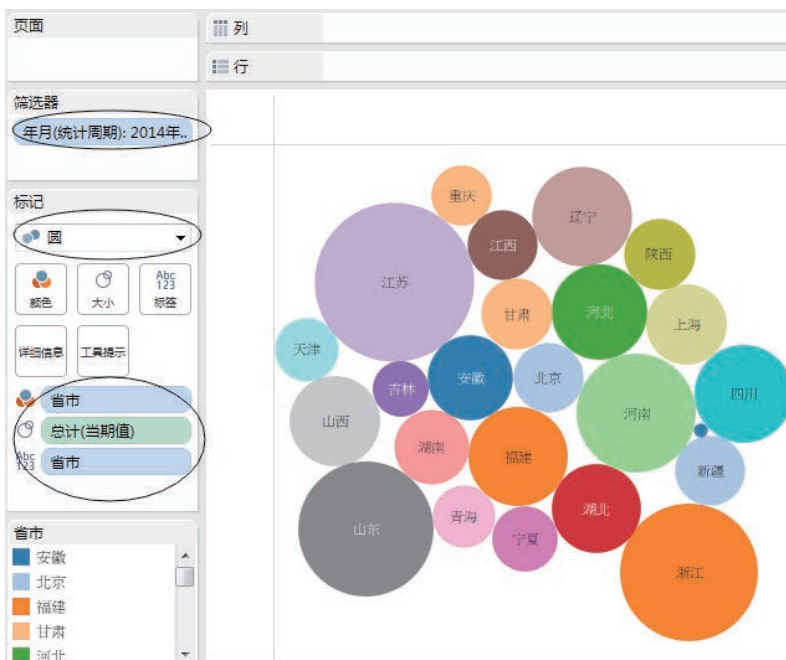 页面
列
行
筛选器
年月(统计周期): 2014年..
标记
圆
颜色
大小
Abc
123
标签
详细信息
工具提示
省市
总计(当期值)
Abc
123
省市
省市
安徽
北京
福建
甘肃
河北
重庆
辽宁
江西
陕西
江苏
甘肃
河北
上海
天津
吉林
安徽
北京
四川
山西
湖南
福建
河南
新疆
山东
青海
宁夏
湖北
浙江